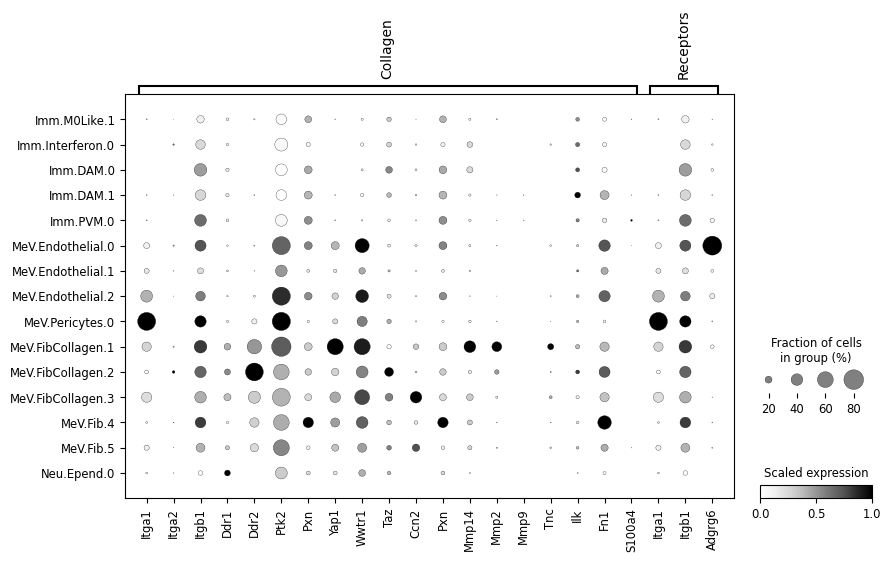 Collagen
Receptors
Imm.M0Like.1
Imm.Interferon.0
Imm.DAM.0
Imm.DAM.1
Imm.PVM.0
MeV.Endothelial.0
MeV.Endothelial.1
MeV.Endothelial.2
MeV.Pericytes.0
MeV.FibCollagen.1
MeV.FibCollagen.2
MeV.FibCollagen.3
MeV.Fib.4
MeV.Fib.5
Neu.Epend.0
Itga1
Itga2
Itgb1
Ddr1
Ddr2
Ptk2
Pxn
Yap1
Wwtr1
Taz
Ccn2
Pxn
Mmp14
Mmp2
Mmp9
Tnc
Ilk
Fn1
S100a4
Itga1
Itgb1
Adgrg6
Fraction of cells
in group (%)
20 40 60 80
Scaled expression
0.0 0.5 1.0